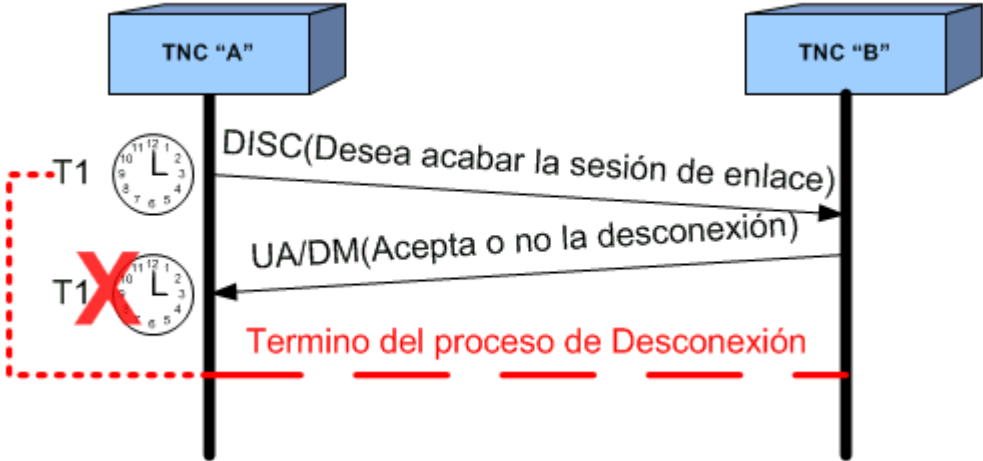 TNC “A”
TNC “B”
T1
DISC(Desea acabar la sesión de enlace)
UA/DM(Acepta o no la desconexión)
T1
X
Termino del proceso de Desconexión